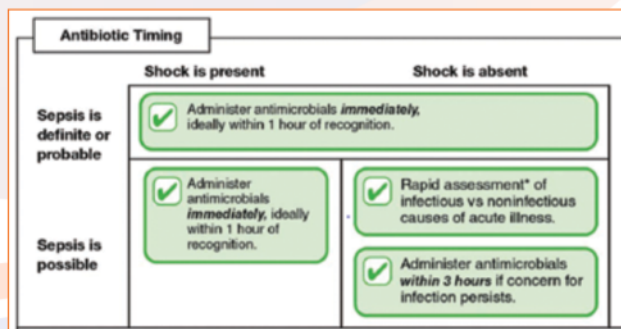 Antibiotic Timing
Shock is present
Shock is absent
Sepsis is
definite or
probable
Administer antimicrobials immediately,
ideally within 1 hour of recognition.
Sepsis is
possible
Administer
antimicrobials
immediately, ideally
within 1 hour of
recognition.
Rapid assessment* of
infectious vs noninfectious
causes of acute illness.
Administer antimicrobials
within 3 hours if concern for
infection persists.